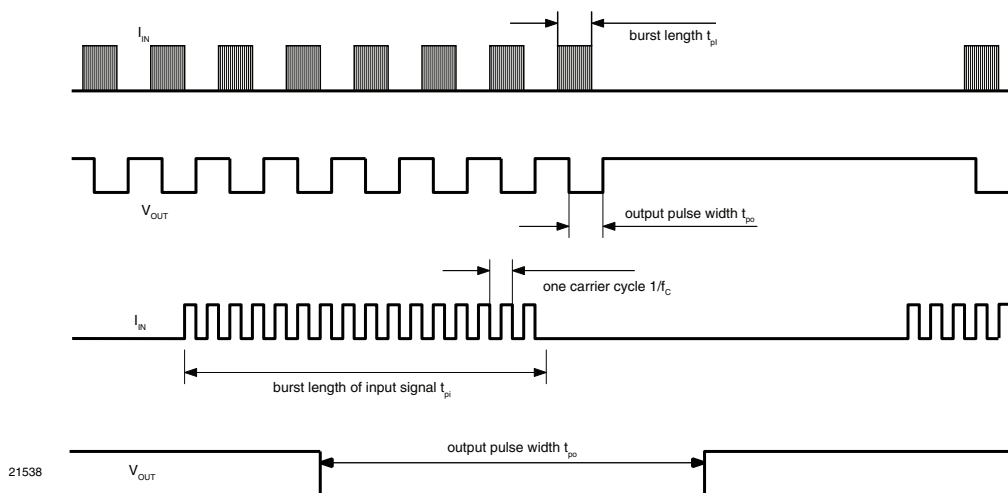 I_IN
burst length t_pl
V_OUT
output pulse width t_po
one carrier cycle 1/f_C
I_IN
burst length of input signal t_pi
output pulse width t_po
21538
V_OUT